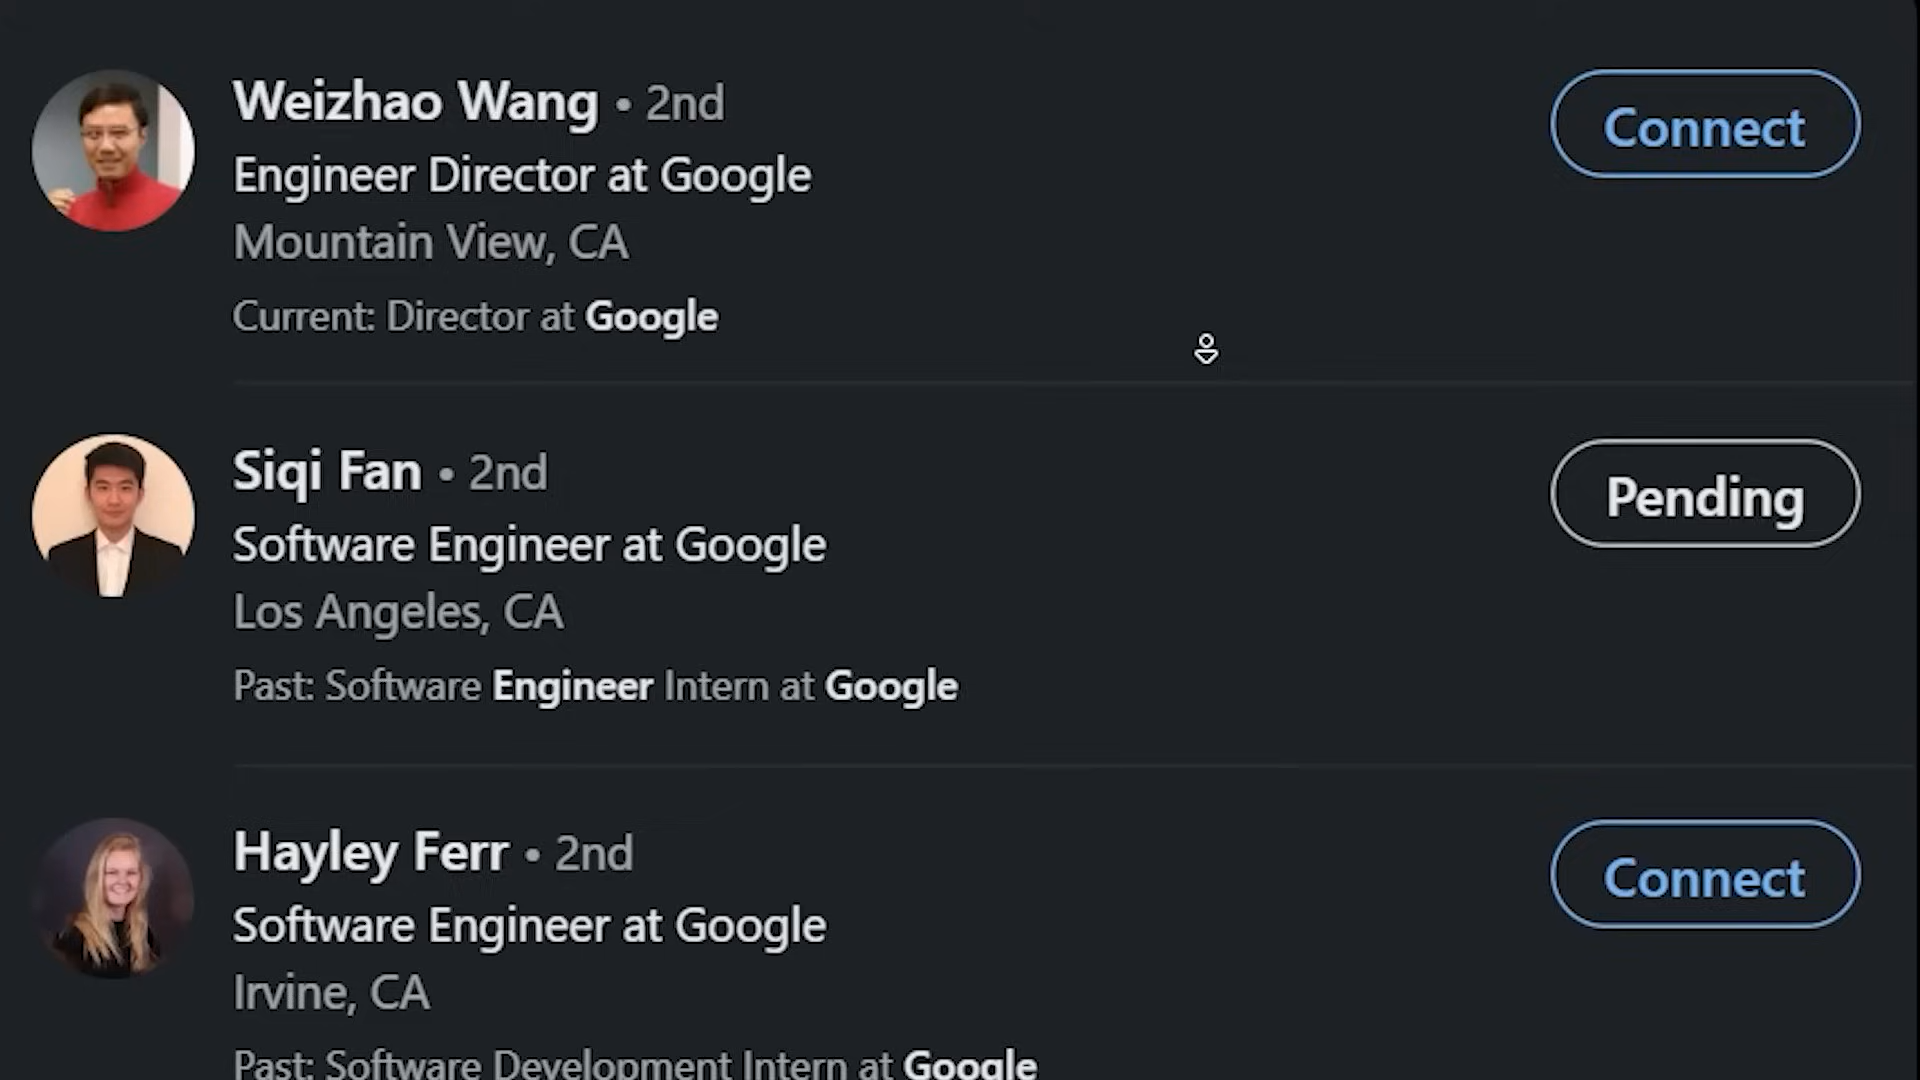 Weizhao Wang • 2nd
Connect
Engineer Director at Google
Mountain View, CA
Current: Director at Google
Siqi Fan • 2nd
Pending
Software Engineer at Google
Los Angeles, CA
Past: Software Engineer Intern at Google
Hayley Ferr • 2nd
Connect
Software Engineer at Google
Irvine, CA
Past: Software Development Intern at Google